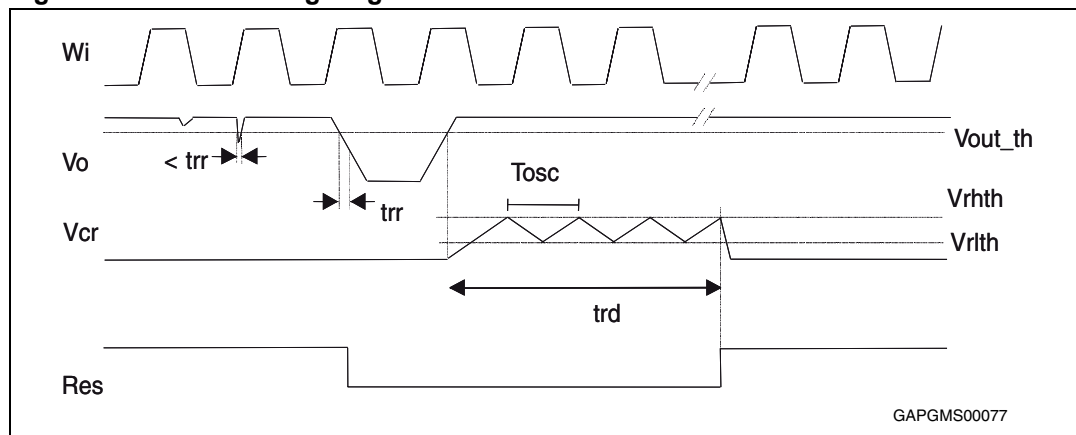 Wi
Vout_th
Vo
< trr
Tosc
trr
Vrhth
Vcr
Vrlth
trd
Res
GAPGMS00077